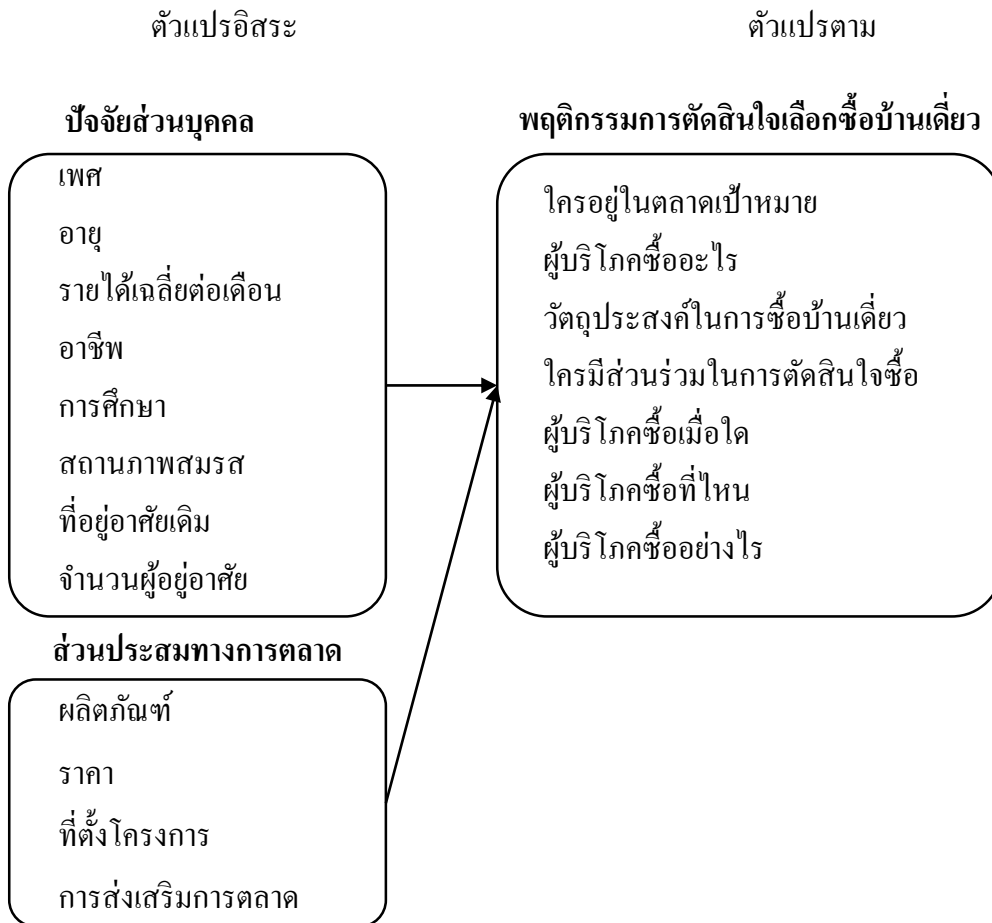 ตัวแปรอิสระ
ตัวแปรตาม
ปัจจัยส่วนบุคคล
เพศ
อายุ
รายได้เฉลี่ยต่อเดือน
อาชีพ
การศึกษา
สถานภาพสมรส
ที่อยู่อาศัยเดิม
จำนวนผู้อยู่อาศัย
ส่วนประสมทางการตลาด
ผลิตภัณฑ์
ราคา
ที่ตั้งโครงการ
การส่งเสริมการตลาด
พฤติกรรมการตัดสินใจเลือกซื้อบ้านเดี่ยว
ใครอยู่ในตลาดเป้าหมาย
ผู้บริโภคซื้ออะไร
วัตถุประสงค์ในการซื้อบ้านเดี่ยว
ใครมีส่วนร่วมในการตัดสินใจซื้อ
ผู้บริโภคซื้อเมื่อใด
ผู้บริโภคซื้อที่ไหน
ผู้บริโภคซื้ออย่างไร